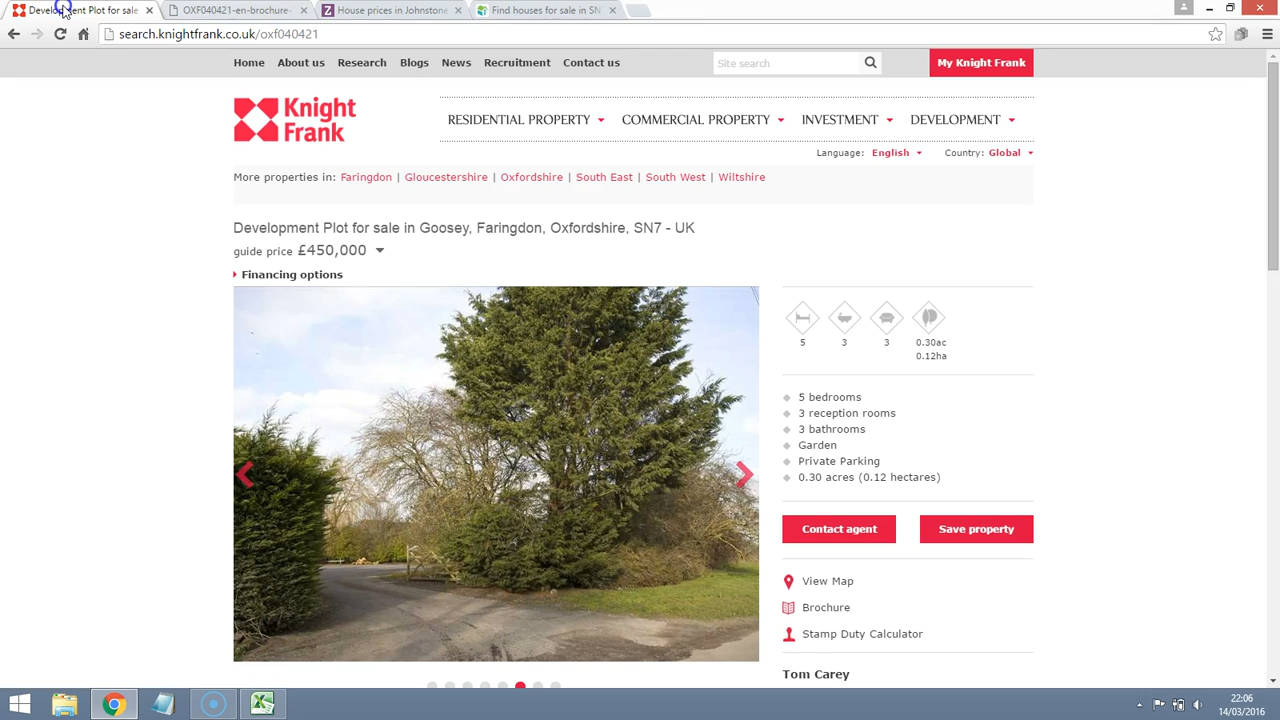 Development Plot for sale
OXF040421-en-brochure-
House prices in Johnstone
Find houses for sale in SN
search.knightfrank.co.uk/oxf040421
Home About us Research Blogs News Recruitment Contact us
Site search
My Knight Frank
Knight
Frank
RESIDENTIAL PROPERTY COMMERCIAL PROPERTY INVESTMENT DEVELOPMENT
Language: English Country: Global
More properties in: Faringdon | Gloucestershire | Oxfordshire | South East | South West | Wiltshire
Development Plot for sale in Goosey, Faringdon, Oxfordshire, SN7 - UK
guide price £450,000
Financing options
5 3 3 0.30ac
0.12ha
5 bedrooms
3 reception rooms
3 bathrooms
Garden
Private Parking
0.30 acres (0.12 hectares)
Contact agent Save property
View Map
Brochure
Stamp Duty Calculator
Tom Carey
22:06
14/03/2016